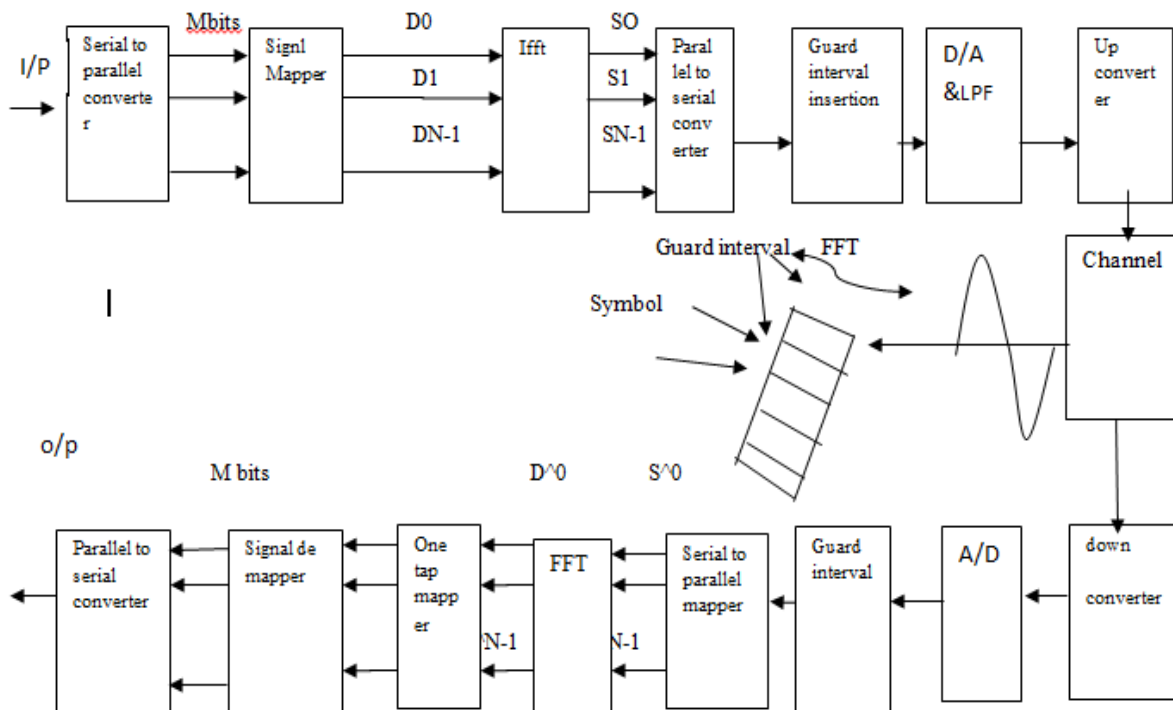 Mbits
D0
SO
I/P
Serial to
parallel
converte
r
Signl
Mapper
D1
DN-1
Ifft
S1
SN-1
Paral
lel to
serial
conv
erter
Guard
interval
insertion
D/A
&LPF
Up
convert
er
Guard interval
FFT
Channel
Symbol
I
o/p
M bits
D^0
S^0
Parallel to
serial
converter
Signal de
mapper
One
tap
mapp
er
FFT
Serial to
parallel
mapper
Guard
interval
A/D
down
converter
^N-1
N-1